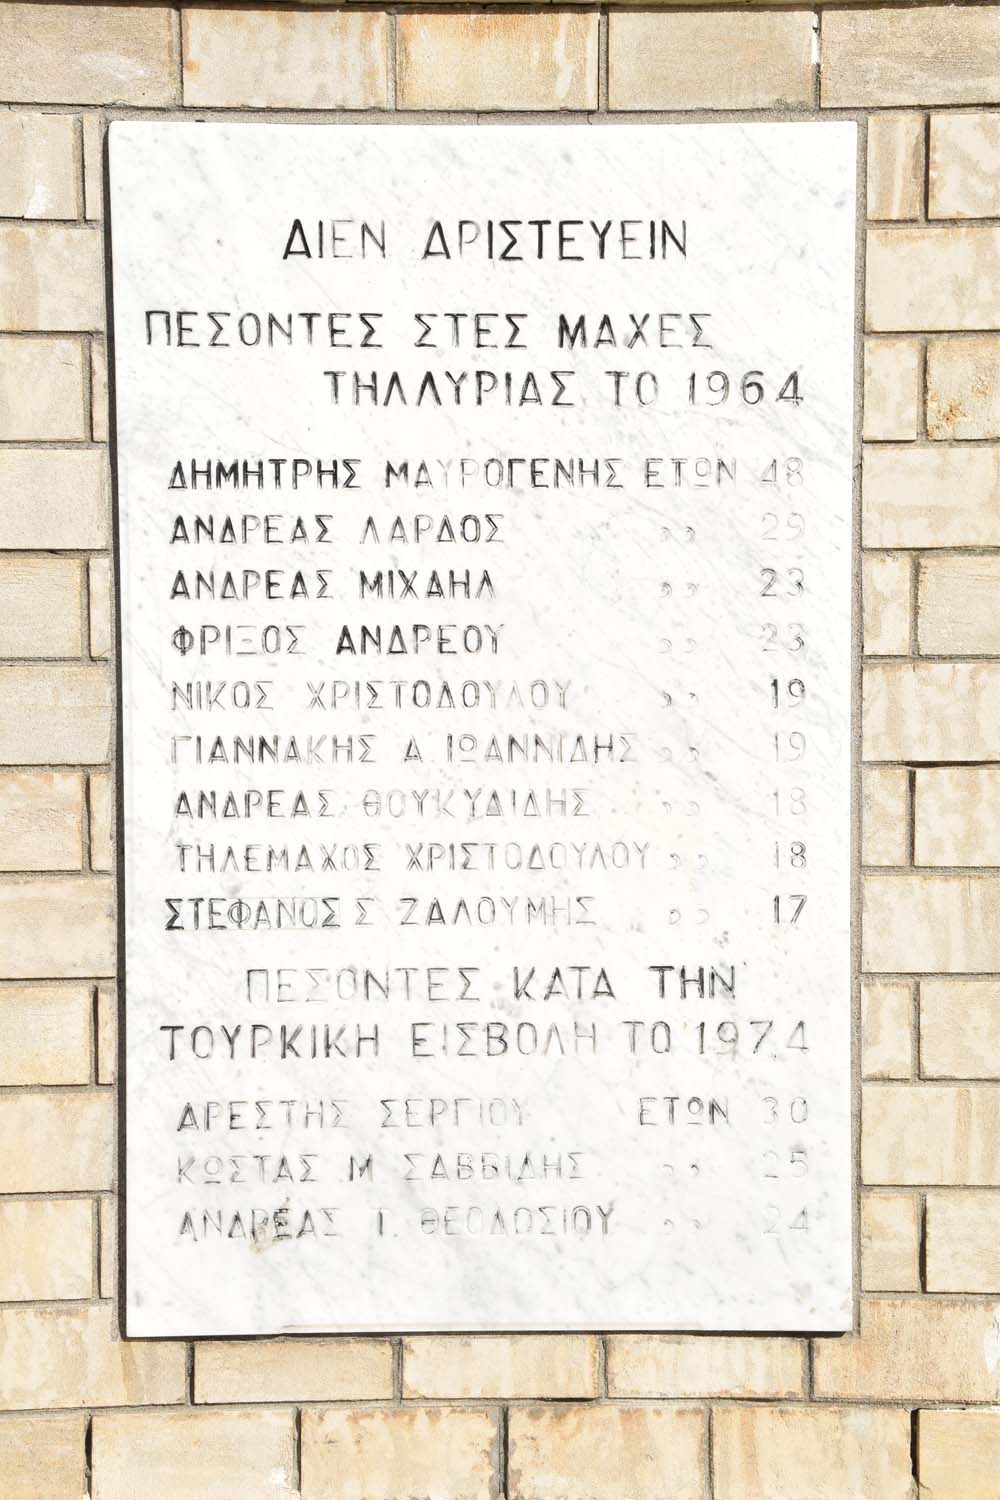 ΑΙΕΝ ΑΡΙΣΤΕΥΕΙΝ
ΠΕΣΟΝΤΕΣ ΣΤΕΣ ΜΑΧΕΣ
ΤΗΛΛΥΡΙΑΣ ΤΟ 1964
ΔΗΜΗΤΡΗΣ ΜΑΥΡΟΓΕΝΗΣ ΕΤΩΝ 48
ΑΝΔΡΕΑΣ ΛΑΡΔΟΣ ,, 29
ΑΝΔΡΕΑΣ ΜΙΧΑΗΛ ,, 23
ΦΡΙΞΟΣ ΑΝΔΡΕΟΥ ,, 23
ΝΙΚΟΣ ΧΡΙΣΤΟΔΟΥΛΟΥ ,, 19
ΓΙΑΝΝΑΚΗΣ Α. ΙΩΑΝΝΙΔΗΣ ,, 19
ΑΝΔΡΕΑΣ ΘΟΥΚΥΔΙΔΗΣ ,, 18
ΤΗΛΕΜΑΧΟΣ ΧΡΙΣΤΟΔΟΥΛΟΥ ,, 18
ΣΤΕΦΑΝΟΣ Σ ΖΑΛΟΥΜΗΣ ,, 17
ΠΕΣΟΝΤΕΣ ΚΑΤΑ ΤΗΝ
ΤΟΥΡΚΙΚΗ ΕΙΣΒΟΛΗ ΤΟ 1974
ΑΡΕΣΤΗΣ ΣΕΡΓΙΟΥ ΕΤΩΝ 30
ΚΩΣΤΑΣ Μ ΣΑΒΒΙΔΗΣ ,, 25
ΑΝΔΡΕΑΣ Τ. ΘΕΟΔΟΣΙΟΥ ,, 24